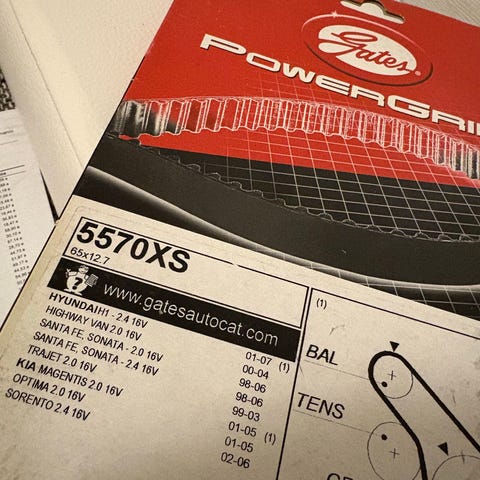 Gates
POWERGRI
5570XS
65x12.7
www.gatesautocat.com
HYUNDAI H1 - 2.4 16V 01-07 (1)
HIGHWAY VAN 2.0 16V 00-04
SANTA FE, SONATA - 2.0 16V 98-06
SANTA FE, SONATA - 2.4 16V 98-06
TRAJET 2.0 16V 99-03
KIA MAGENTIS 2.0 16V 01-05 (1)
OPTIMA 2.0 16V 01-05
SORENTO 2.4 16V 02-06
(1)
BAL
TENS